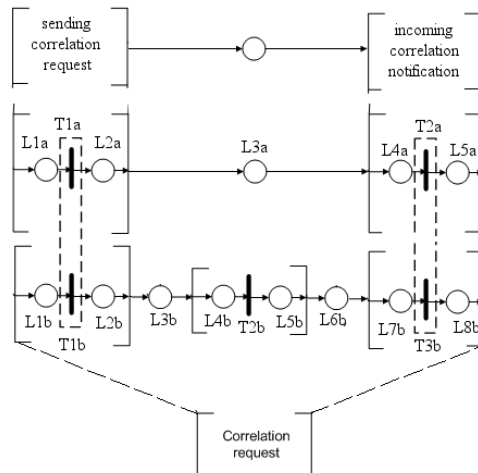 sending
correlation
request
incoming
correlation
notification
T1a
T2a
L1a
L2a
L3a
L4a
L5a
L1b
L2b
L3b
L4b
L5b
L6b
L7b
L8b
T1b
T2b
T3b
Correlation
request